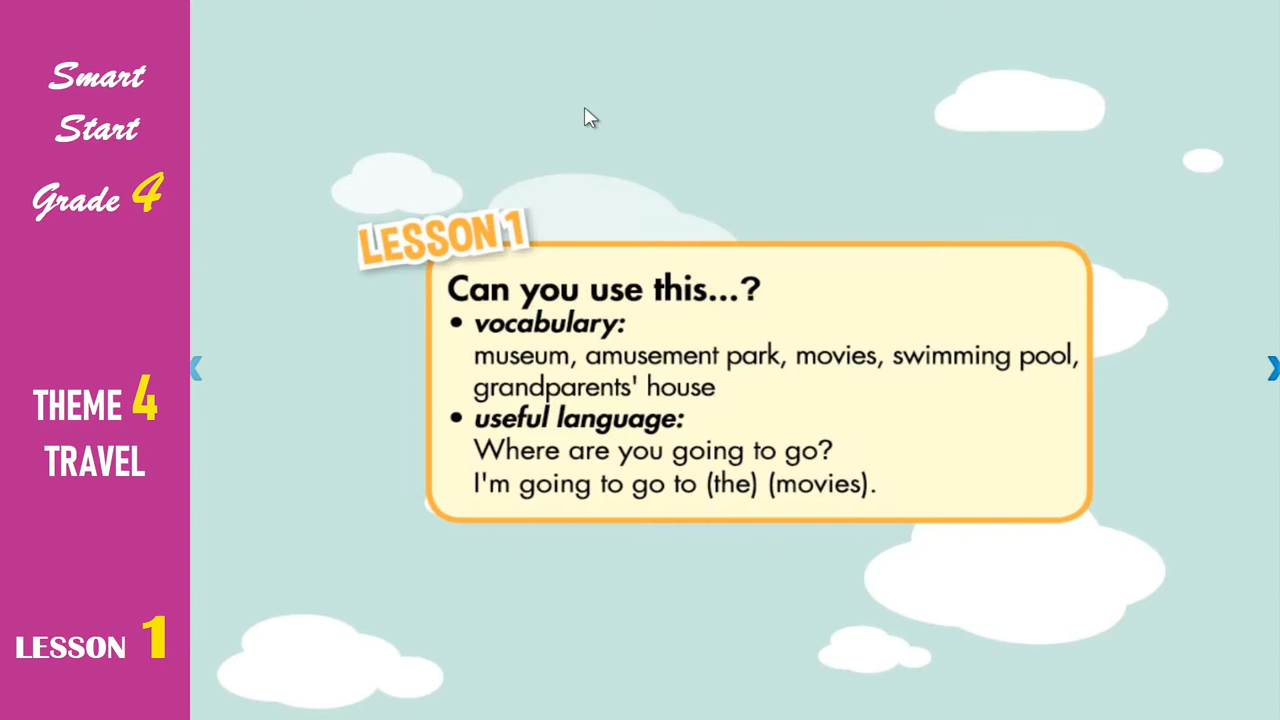 Smart
Start
Grade 4
THEME 4
TRAVEL
LESSON 1
LESSON 1
Can you use this...?
• vocabulary:
museum, amusement park, movies, swimming pool,
grandparents' house
• useful language:
Where are you going to go?
I'm going to go to (the) (movies).